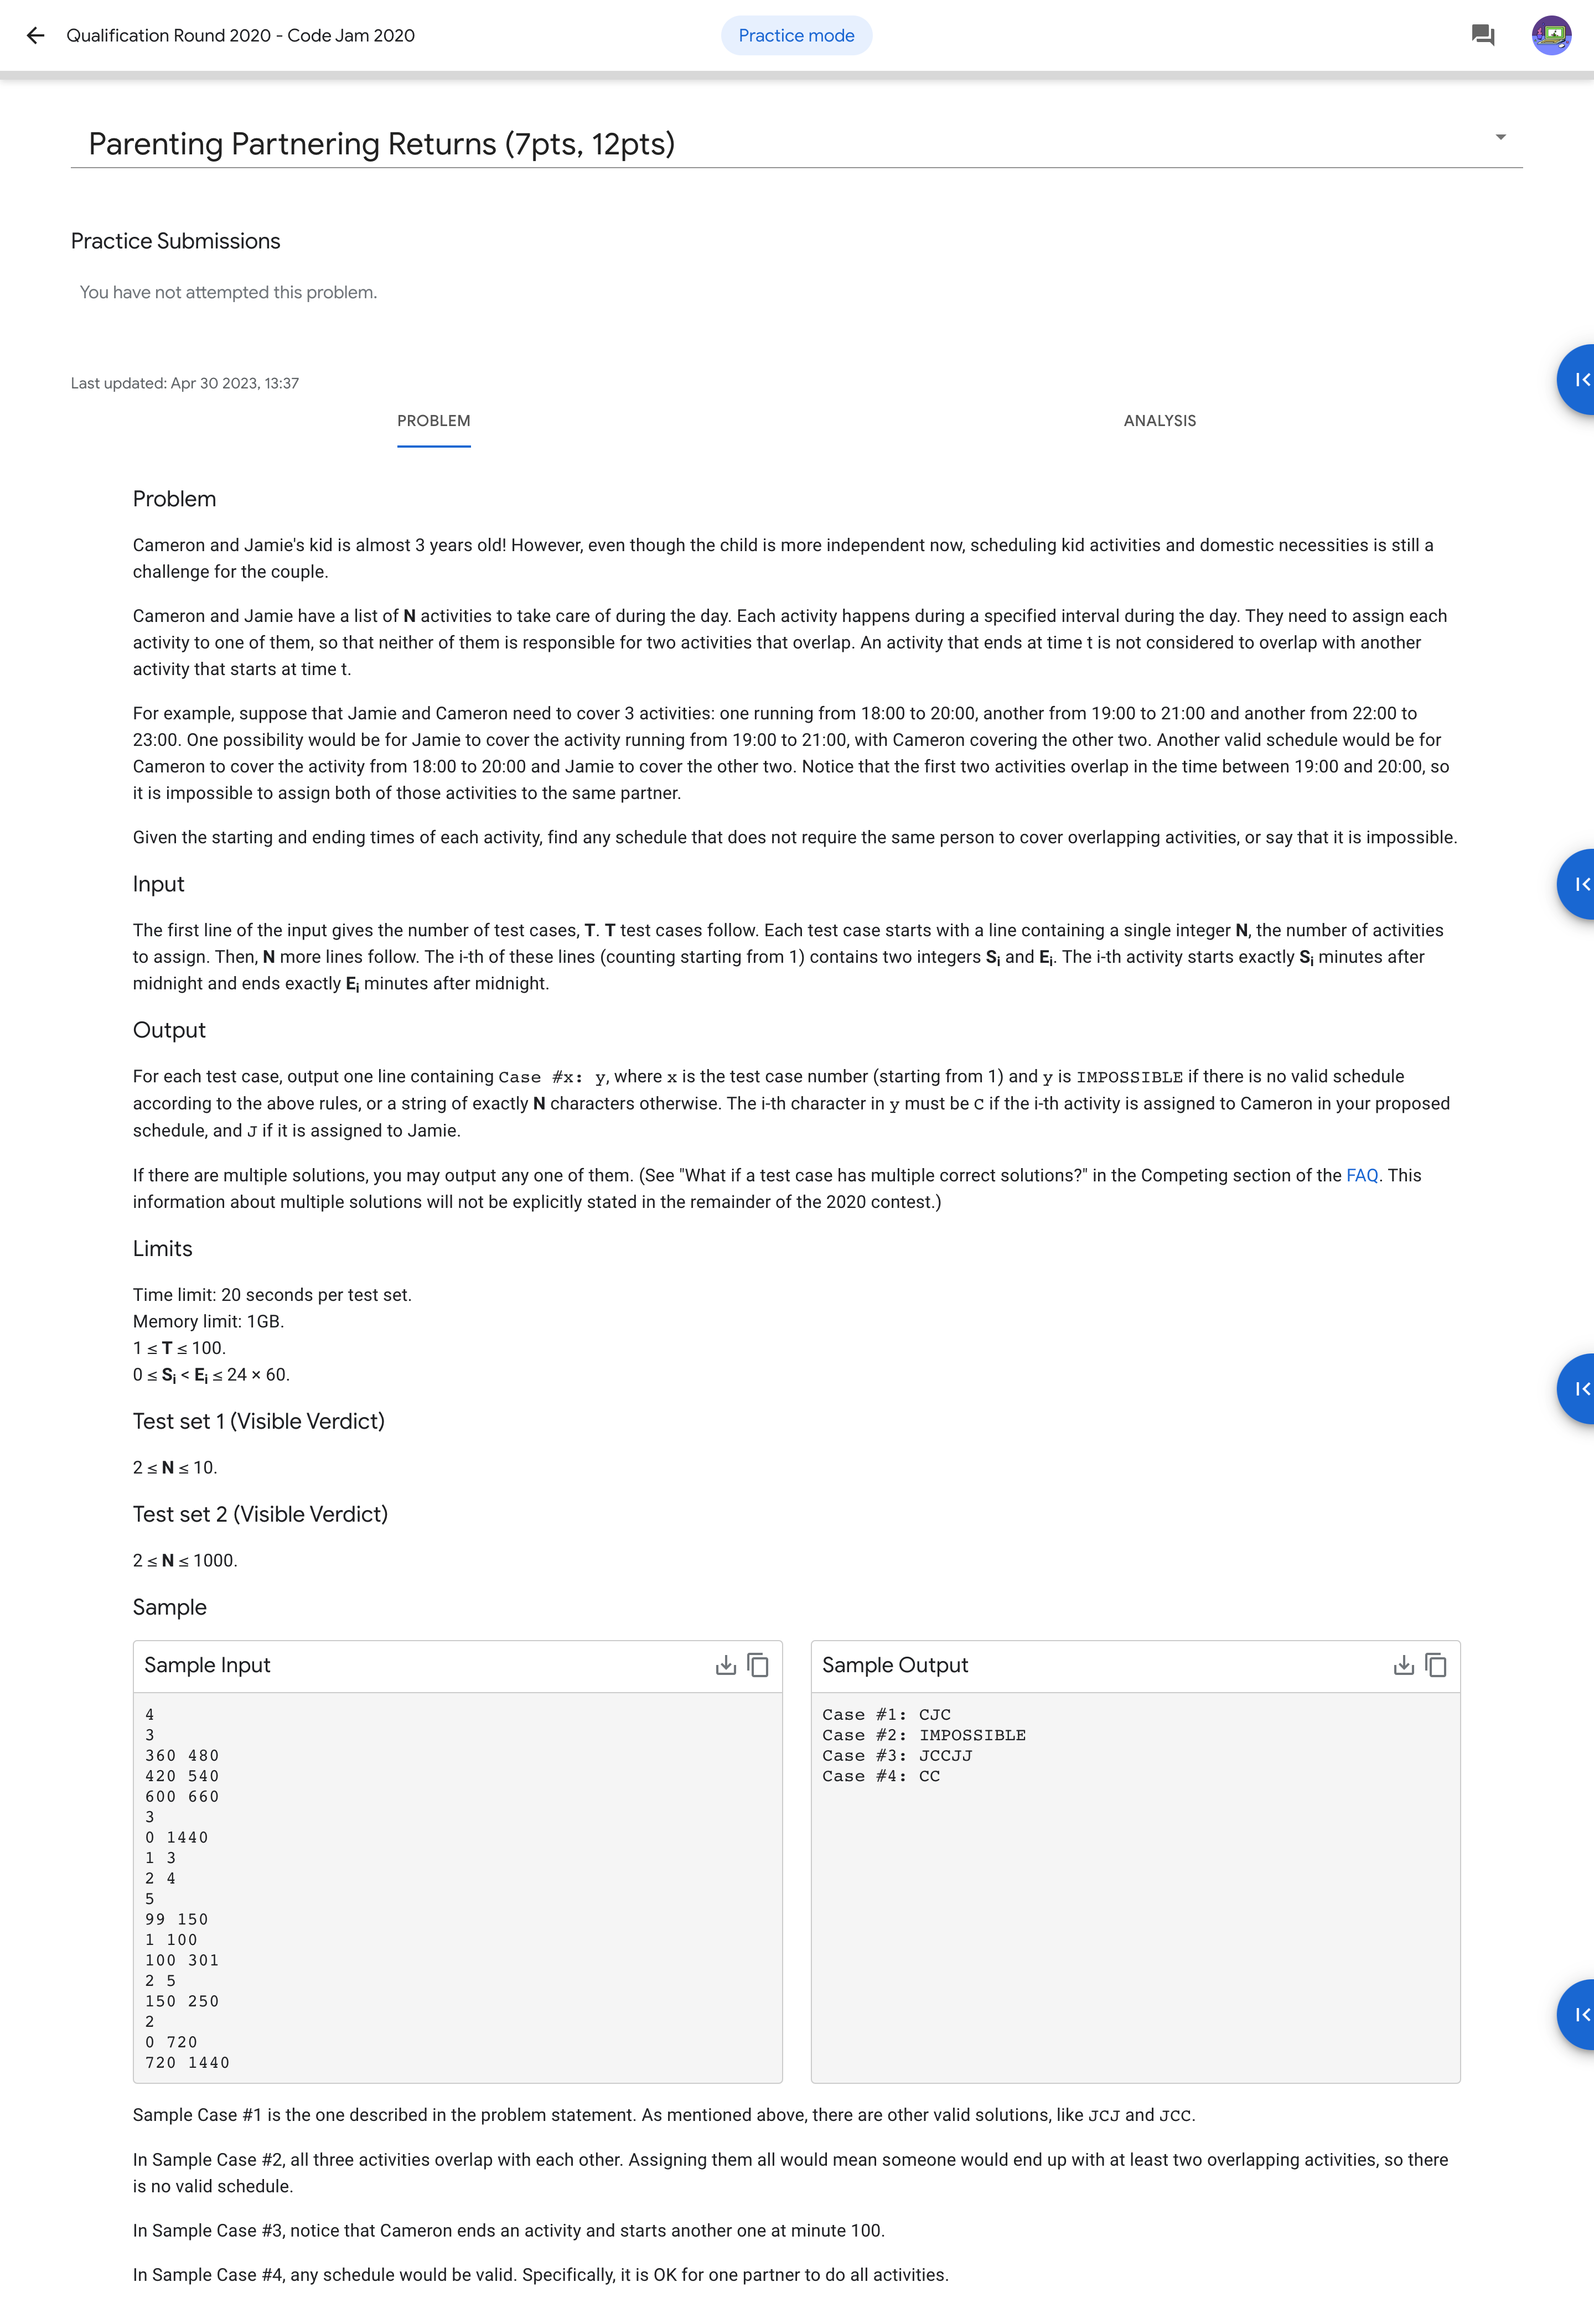 Qualification Round 2020 - Code Jam 2020
Practice mode
Parenting Partnering Returns (7pts, 12pts)
Practice Submissions
You have not attempted this problem.
Last updated: Apr 30 2023, 13:37
PROBLEM
ANALYSIS
Problem
Cameron and Jamie's kid is almost 3 years old! However, even though the child is more independent now, scheduling kid activities and domestic necessities is still a
challenge for the couple.
Cameron and Jamie have a list of N activities to take care of during the day. Each activity happens during a specified interval during the day. They need to assign each
activity to one of them, so that neither of them is responsible for two activities that overlap. An activity that ends at time t is not considered to overlap with another
activity that starts at time t.
For example, suppose that Jamie and Cameron need to cover 3 activities: one running from 18:00 to 20:00, another from 19:00 to 21:00 and another from 22:00 to
23:00. One possibility would be for Jamie to cover the activity running from 19:00 to 21:00, with Cameron covering the other two. Another valid schedule would be for
Cameron to cover the activity from 18:00 to 20:00 and Jamie to cover the other two. Notice that the first two activities overlap in the time between 19:00 and 20:00, so
it is impossible to assign both of those activities to the same partner.
Given the starting and ending times of each activity, find any schedule that does not require the same person to cover overlapping activities, or say that it is impossible.
Input
The first line of the input gives the number of test cases, T. T test cases follow. Each test case starts with a line containing a single integer N, the number of activities
to assign. Then, N more lines follow. The i-th of these lines (counting starting from 1) contains two integers Si and Ei. The i-th activity starts exactly Si minutes after
midnight and ends exactly Ei minutes after midnight.
Output
For each test case, output one line containing Case #x: y, where x is the test case number (starting from 1) and y is IMPOSSIBLE if there is no valid schedule
according to the above rules, or a string of exactly N characters otherwise. The i-th character in y must be C if the i-th activity is assigned to Cameron in your proposed
schedule, and J if it is assigned to Jamie.
If there are multiple solutions, you may output any one of them. (See "What if a test case has multiple correct solutions?" in the Competing section of the FAQ. This
information about multiple solutions will not be explicitly stated in the remainder of the 2020 contest.)
Limits
Time limit: 20 seconds per test set.
Memory limit: 1GB.
1 ≤ T ≤ 100.
0 ≤ Si < Ei ≤ 24 × 60.
Test set 1 (Visible Verdict)
2 ≤ N ≤ 10.
Test set 2 (Visible Verdict)
2 ≤ N ≤ 1000.
Sample
Sample Input
4
3
360 480
420 540
600 660
3
0 1440
1 3
2 4
5
99 150
1 100
100 301
2 5
150 250
2
0 720
720 1440
Sample Output
Case #1: CJC
Case #2: IMPOSSIBLE
Case #3: JCCJJ
Case #4: CC
Sample Case #1 is the one described in the problem statement. As mentioned above, there are other valid solutions, like JCJ and JCC.
In Sample Case #2, all three activities overlap with each other. Assigning them all would mean someone would end up with at least two overlapping activities, so there
is no valid schedule.
In Sample Case #3, notice that Cameron ends an activity and starts another one at minute 100.
In Sample Case #4, any schedule would be valid. Specifically, it is OK for one partner to do all activities.